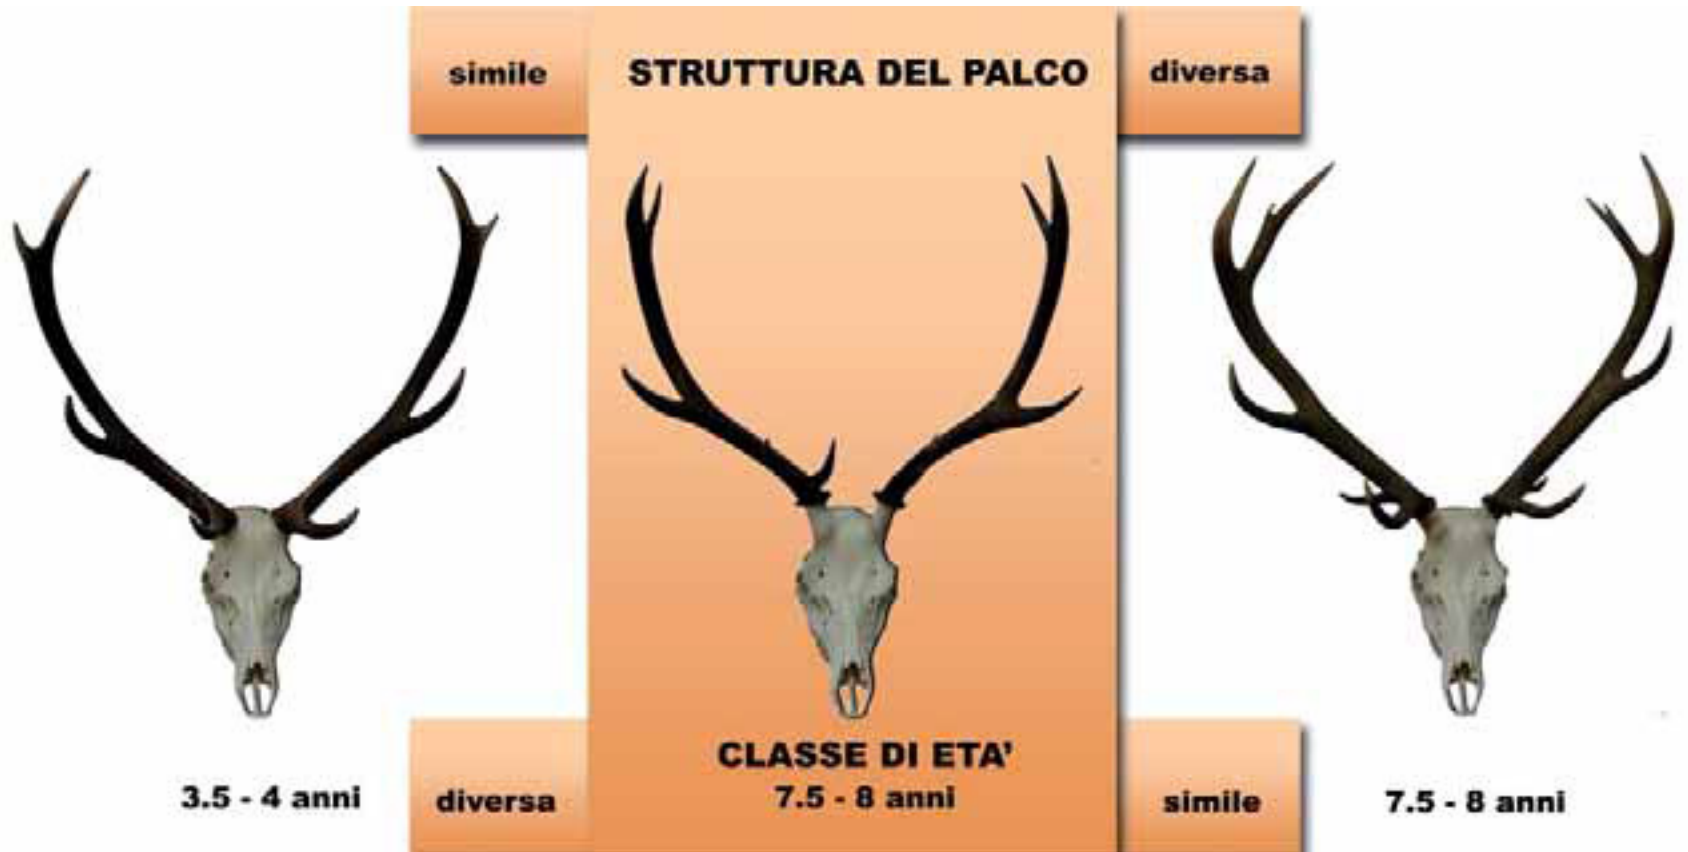 simile
STRUTTURA DEL PALCO
diversa
3.5 - 4 anni
diversa
CLASSE DI ETA'
7.5 - 8 anni
simile
7.5 - 8 anni